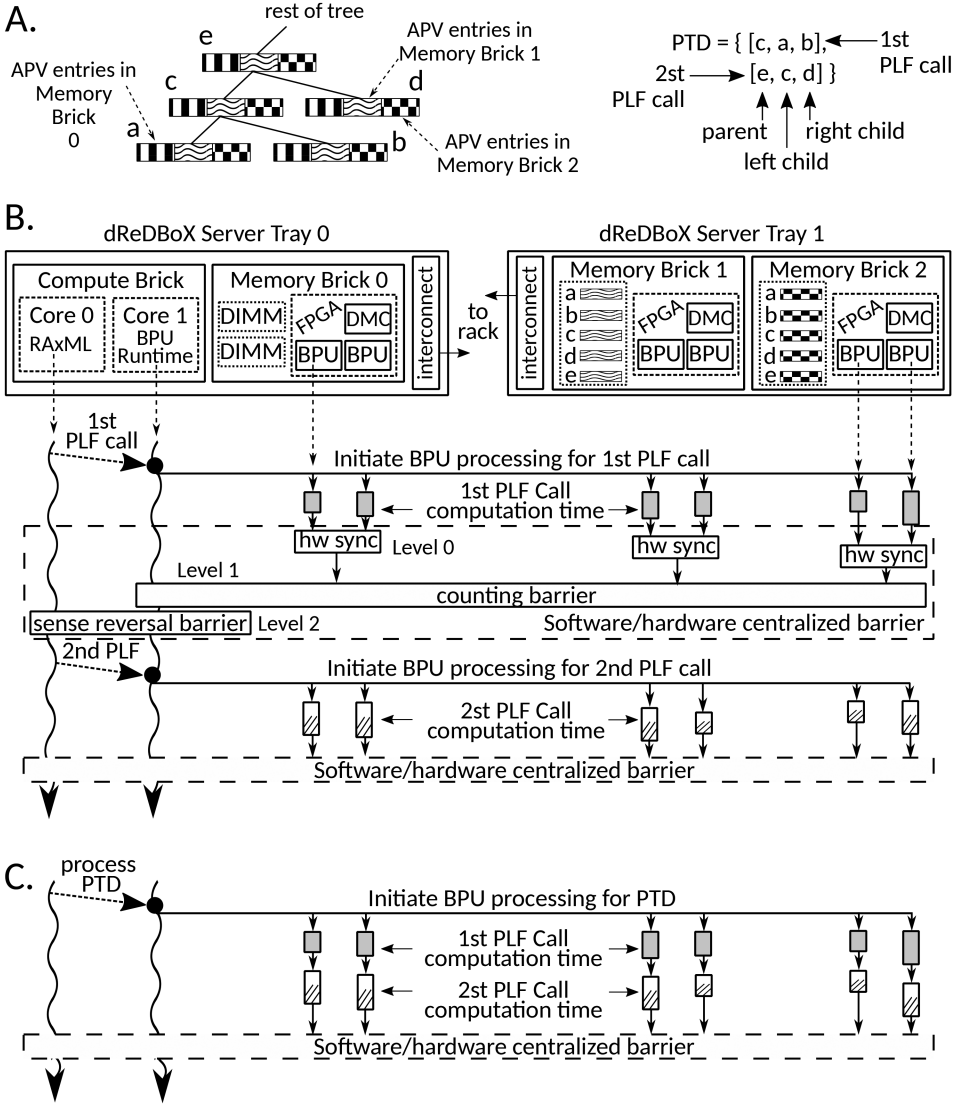 A.
rest of tree
e
APV entries in
Memory Brick 1
APV entries in
Memory
Brick
0
c
d
a
b
APV entries in
Memory Brick 2
PTD = { [c, a, b],
1st
PLF call
2st
PLF call
[e, c, d] }
parent
right child
left child
B.
dReDBoX Server Tray 0
Compute Brick
Core 0
RAxML
Core 1
BPU
Runtime
Memory Brick 0
DIMM
DIMM
FPGA
DMC
BPU
BPU
interconnect
to
rack
dReDBoX Server Tray 1
interconnect
Memory Brick 1
a
b
c
d
e
FPGA
DMC
BPU
BPU
Memory Brick 2
a
b
c
d
e
FPGA
DMC
BPU
BPU
1st
PLF call
Initiate BPU processing for 1st PLF call
1st PLF Call
computation time
hw sync
Level 0
hw sync
hw sync
Level 1
counting barrier
sense reversal barrier
Level 2
Software/hardware centralized barrier
2nd PLF
Initiate BPU processing for 2nd PLF call
2st PLF Call
computation time
Software/hardware centralized barrier
C.
process
PTD
Initiate BPU processing for PTD
1st PLF Call
computation time
2st PLF Call
computation time
Software/hardware centralized barrier